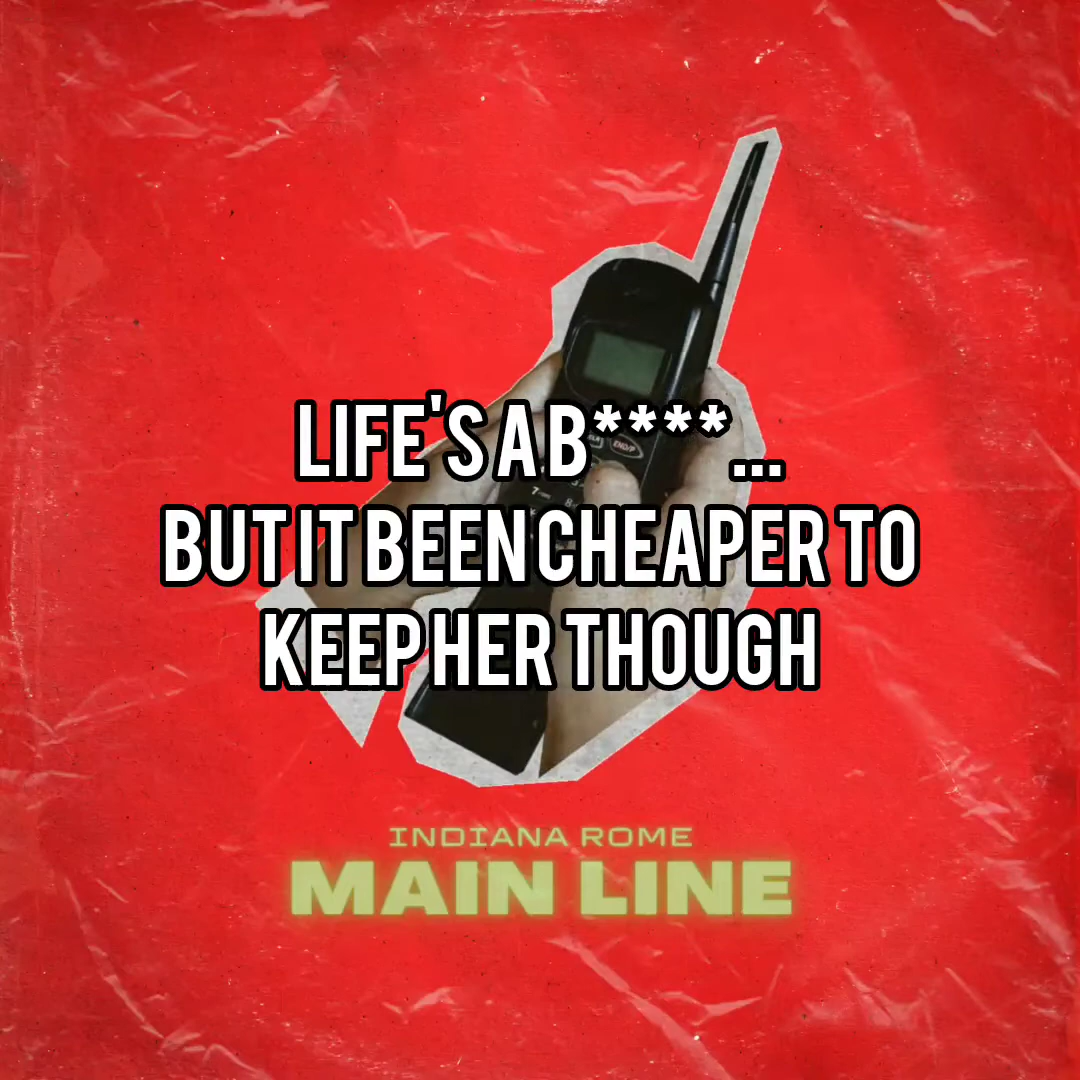 LIFE'S A B****...
BUT IT BEEN CHEAPER TO
KEEP HER THOUGH
INDIANA ROME
MAIN LINE